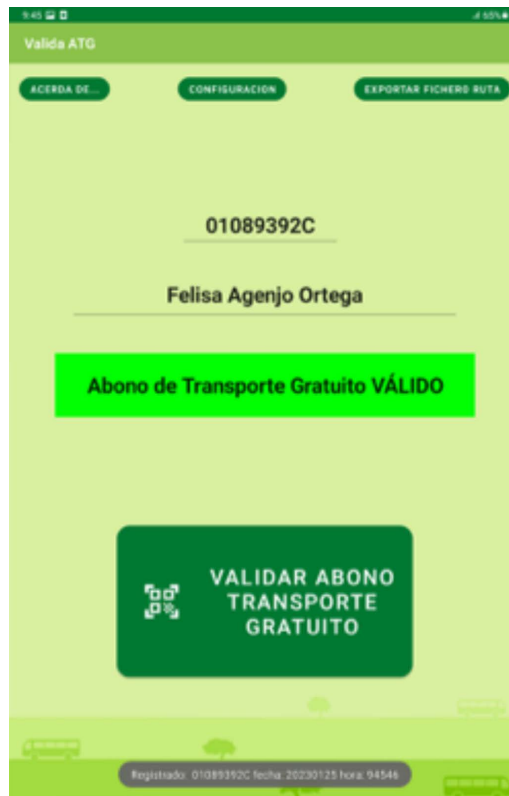 9:45
65%
Valida ATG
ACERDA DE...
CONFIGURACION
EXPORTAR FICHERO RUTA
01089392C
Felisa Agenjo Ortega
Abono de Transporte Gratuito VÁLIDO
VALIDAR ABONO
TRANSPORTE
GRATUITO
Registrado: 01089392C fecha: 20230125 hora: 94546